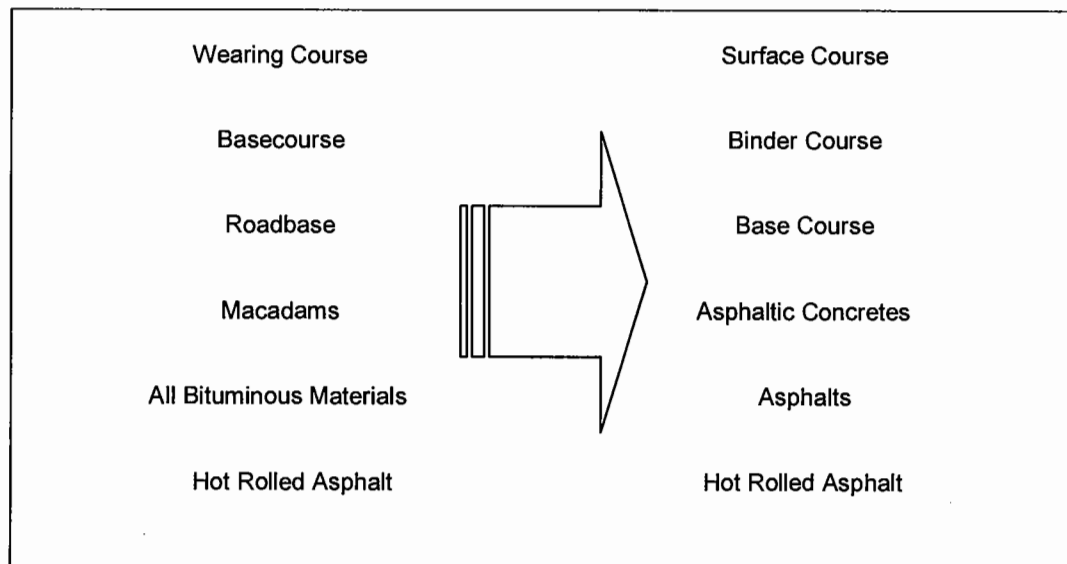 Wearing Course Surface Course
Basecourse Binder Course
Roadbase Base Course
Macadams Asphaltic Concretes
All Bituminous Materials Asphalts
Hot Rolled Asphalt Hot Rolled Asphalt